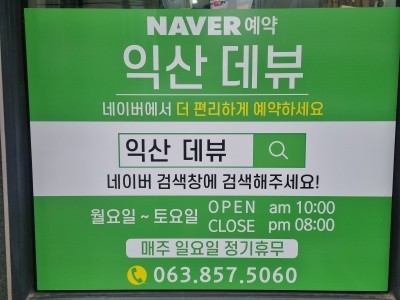 NAVER 예약
익산 데뷰
네이버에서 더 편리하게 예약하세요
익산 데뷰
네이버 검색창에 검색해주세요!
월요일 ~ 토요일 OPEN am 10:00
CLOSE pm 08:00
매주 일요일 정기휴무
063.857.5060